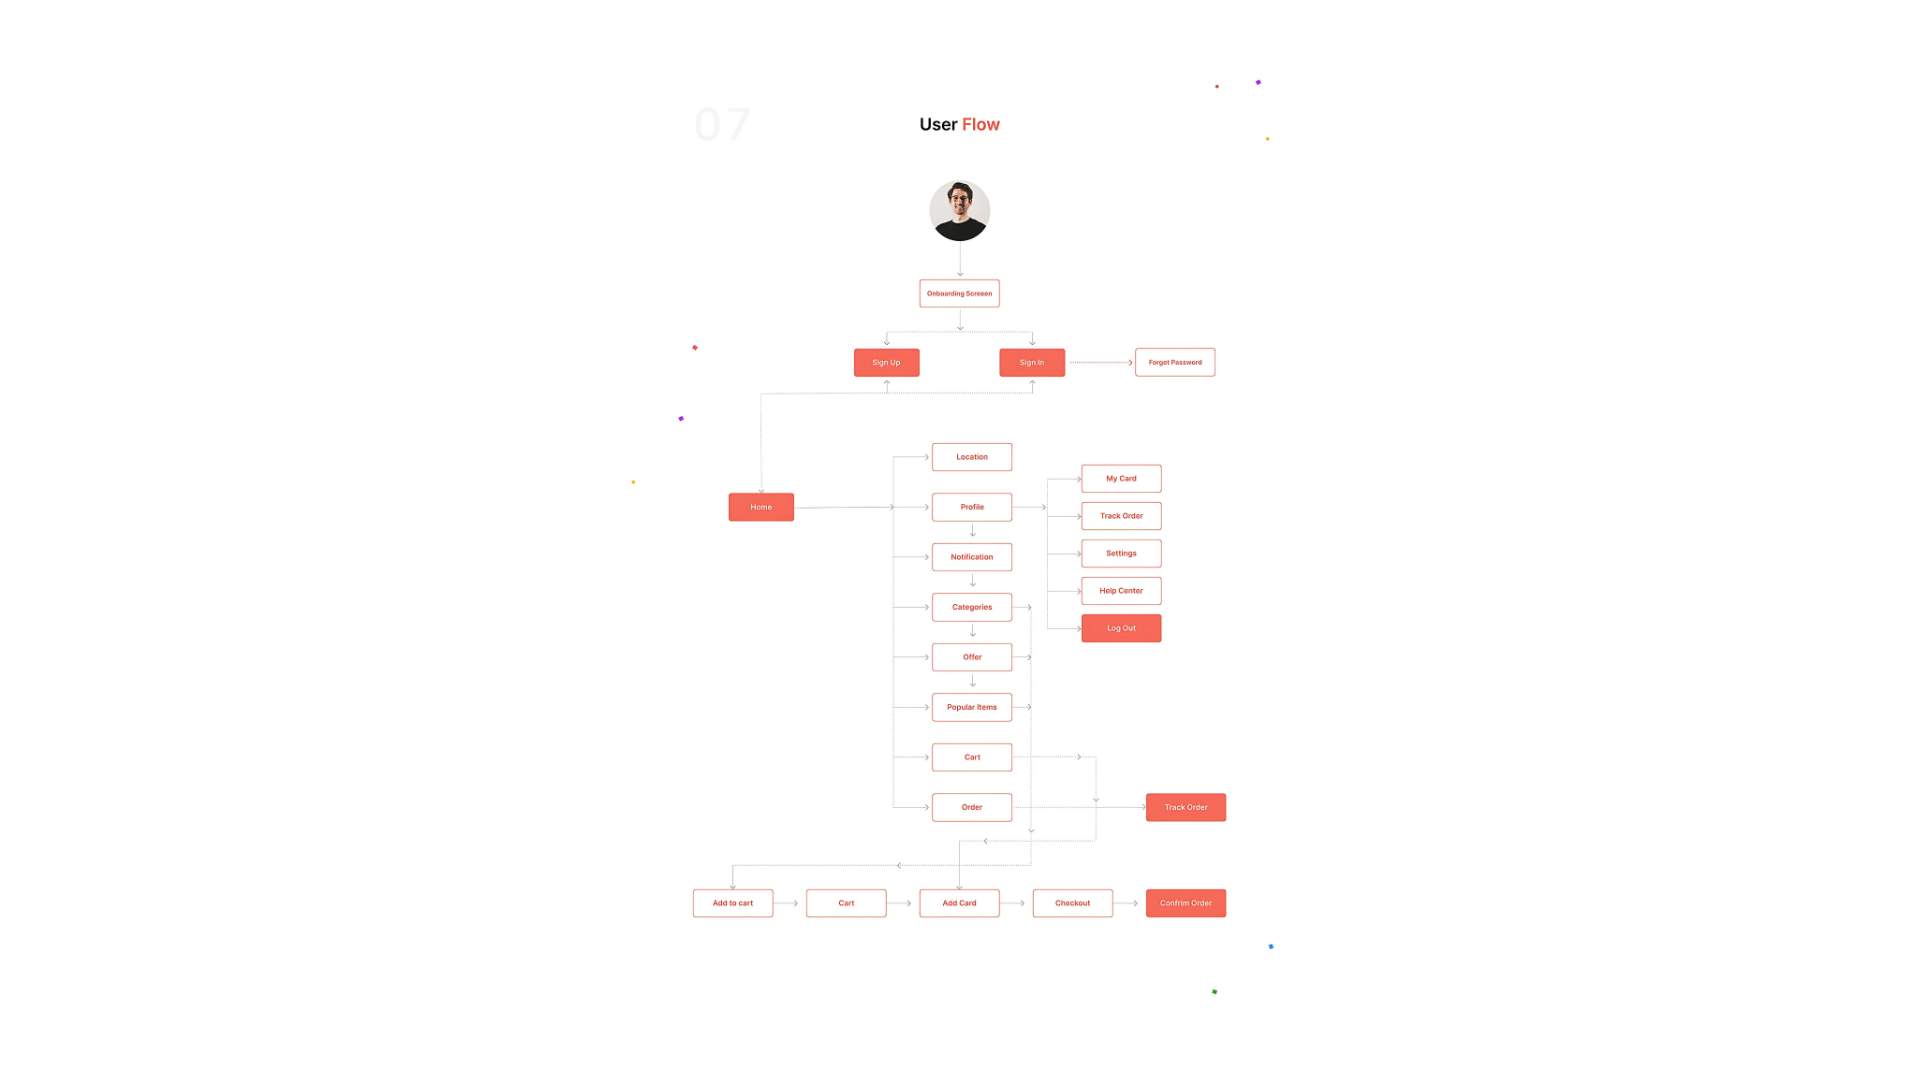 07
User Flow
Onboarding Screeen
Sign Up
Sign In
Forget Password
Location
My Card
Home
Profile
Track Order
Notification
Settings
Help Center
Categories
Log Out
Offer
Popular Items
Cart
Order
Track Order
Add to cart
Cart
Add Card
Checkout
Confrim Order